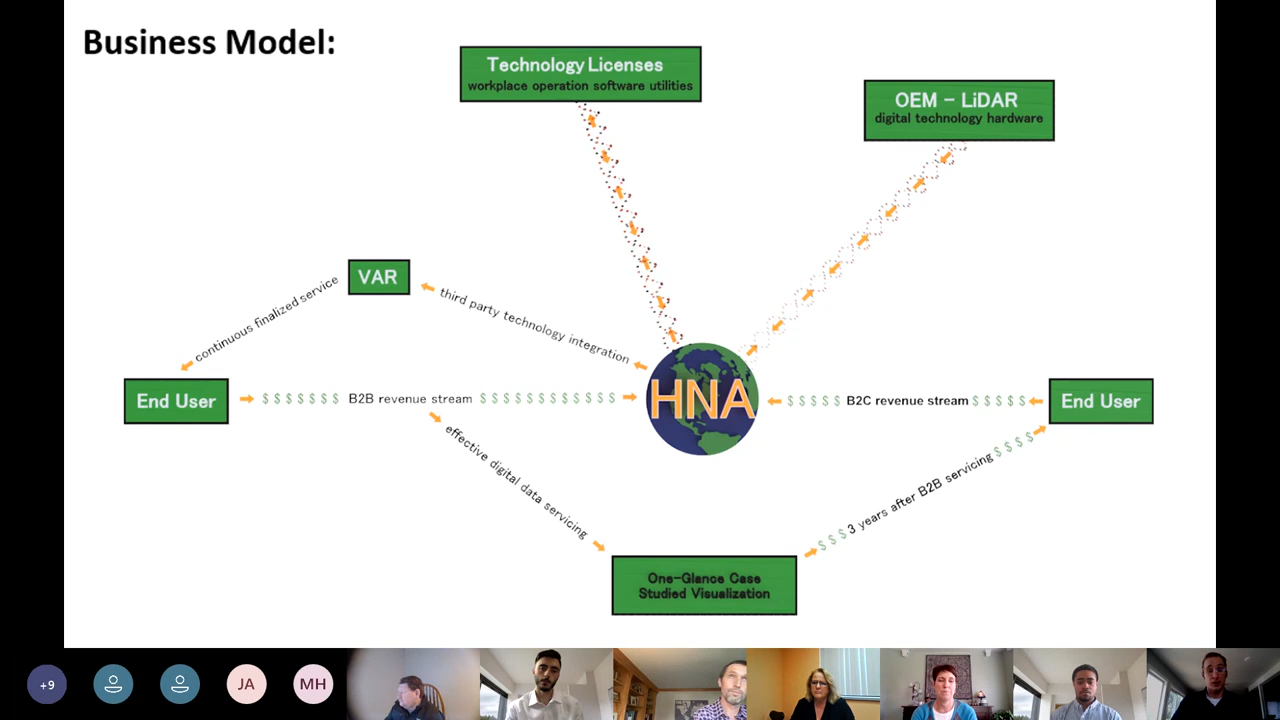 Business Model:
Technology Licenses
workplace operation software utilities
OEM - LiDAR
digital technology hardware
VAR
continuous finalized service
third party technology integration
End User
$ $ $ $ $ $ $ B2B revenue stream $ $ $ $ $ $ $ $ $ $ $ $
HNA
$ $ $ $ $ B2C revenue stream $ $ $ $ $
End User
effective digital data servicing
$ $ $ 3 years after B2B servicing $ $ $ $
One-Glance Case
Studied Visualization
+9
JA
MH